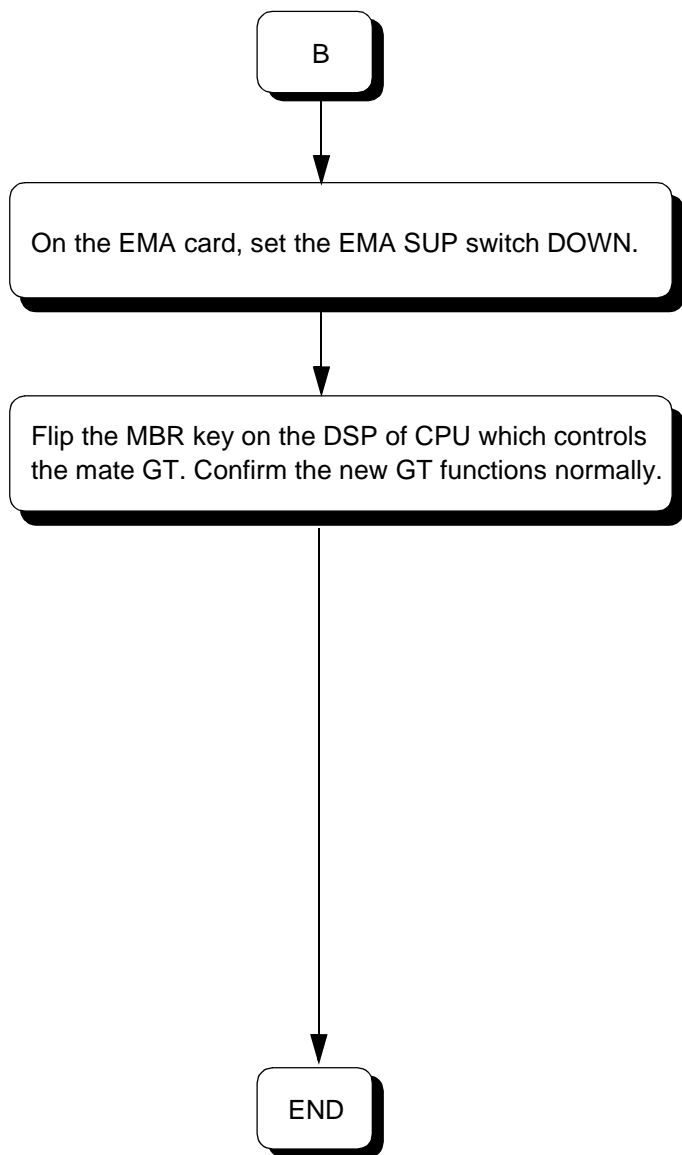 B
On the EMA card, set the EMA SUP switch DOWN.
Flip the MBR key on the DSP of CPU which controls
the mate GT. Confirm the new GT functions normally.
END